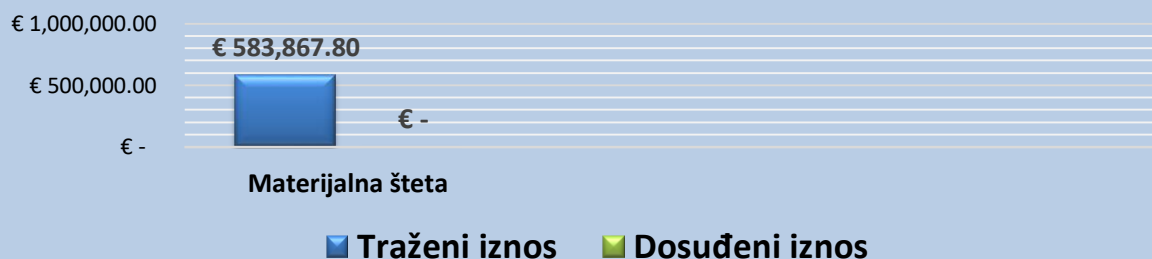 € 1,000,000.00
€ 583,867.80
€ 500,000.00
€ -
€ -
Materijalna šteta
Traženi iznos Dosuđeni iznos